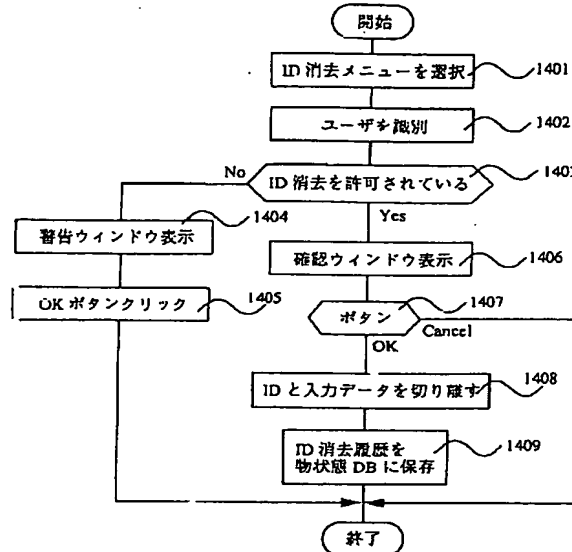 開始
ID 消去メニューを選択
1401
ユーザを識別
1402
ID 消去を許可されている
1403
No
Yes
警告ウィンドウ表示
1404
確認ウィンドウ表示
1406
OK ボタンクリック
1405
ボタン
1407
Cancel
OK
ID と入力データを切り離す
1408
ID 消去履歴を
物状態 DB に保存
1409
終了